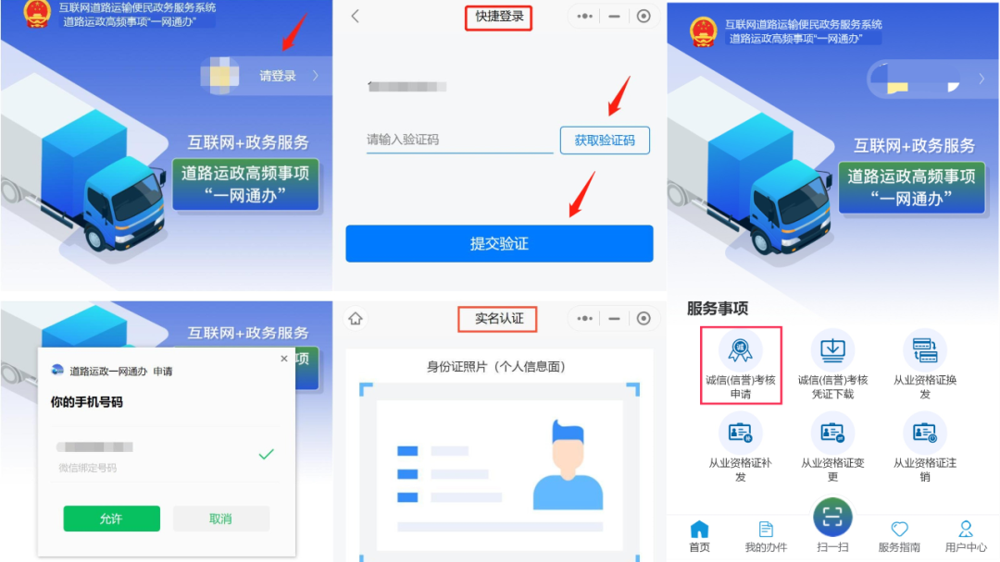 互联网道路运输便民政务服务系统
道路运政高频事项“一网通办”
请登录
互联网+政务服务
道路运政高频事项
“一网通办”
道路运政一网通办 申请
你的手机号码
微信绑定号码
允许
取消
互联网+政务服务
项
快捷登录
请输入验证码
获取验证码
提交验证
实名认证
身份证照片（个人信息面）
互联网道路运输便民政务服务系统
道路运政高频事项“一网通办”
互联网+政务服务
道路运政高频事项
“一网通办”
服务事项
诚
诚信(信誉)考核
申请
诚信(信誉)考核
凭证下载
从业资格证换
发
从业资格证补
发
从业资格证变
更
从业资格证注
销
首页
我的办件
扫一扫
服务指南
用户中心